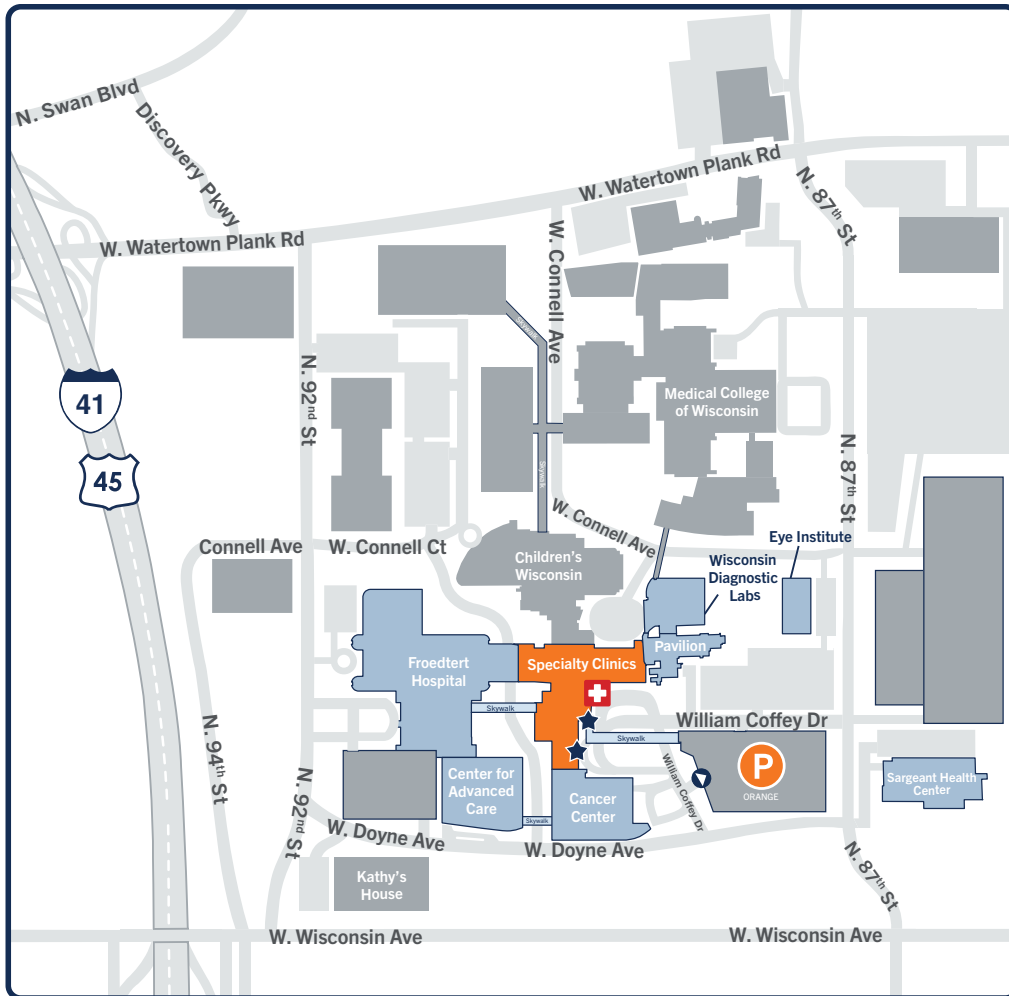 N. Swan Blvd
Discovery Pkwy
W. Watertown Plank Rd
W. Watertown Plank Rd
N. 87th St
W. Connell Ave
Skywalk
41
45
N. 92nd St
Medical College
of Wisconsin
N. 87th St
Skywalk
W. Connell Ave
Connell Ave
W. Connell Ct
Children's
Wisconsin
Eye Institute
Wisconsin
Diagnostic
Labs
Pavilion
Froedtert
Hospital
Specialty Clinics
Skywalk
William Coffey Dr
Skywalk
N. 94th St
N. 92nd St
Center for
Advanced
Care
Cancer
Center
Skywalk
William Coffey Dr
P
ORANGE
Sargeant Health
Center
W. Doyne Ave
W. Doyne Ave
N. 87th St
Kathy's
House
W. Wisconsin Ave
W. Wisconsin Ave